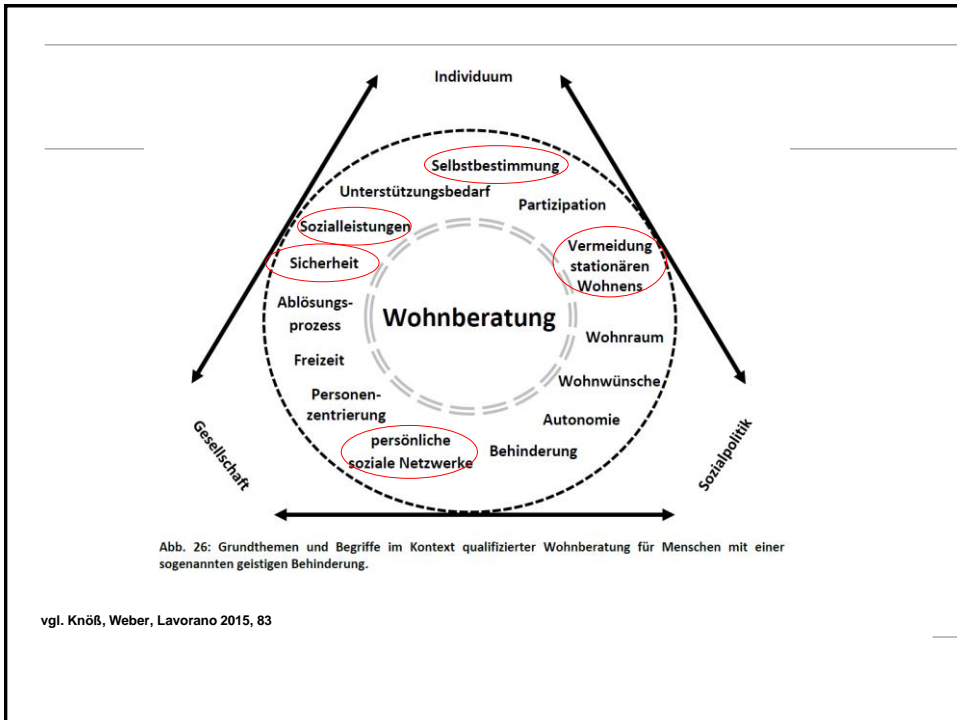 Individuum
Selbstbestimmung
Unterstützungsbedarf
Partizipation
Sozialleistungen
Vermeidung
stationären
Wohnens
Sicherheit
Ablösungs-
prozess
Wohnberatung
Wohnraum
Freizeit
Wohnwünsche
Personen-
zentrierung
Autonomie
persönliche
soziale Netzwerke
Behinderung
Gesellschaft
Sozialpolitik
Abb. 26: Grundthemen und Begriffe im Kontext qualifizierter Wohnberatung für Menschen mit einer
sogenannten geistigen Behinderung.
vgl. Knöß, Weber, Lavorano 2015, 83